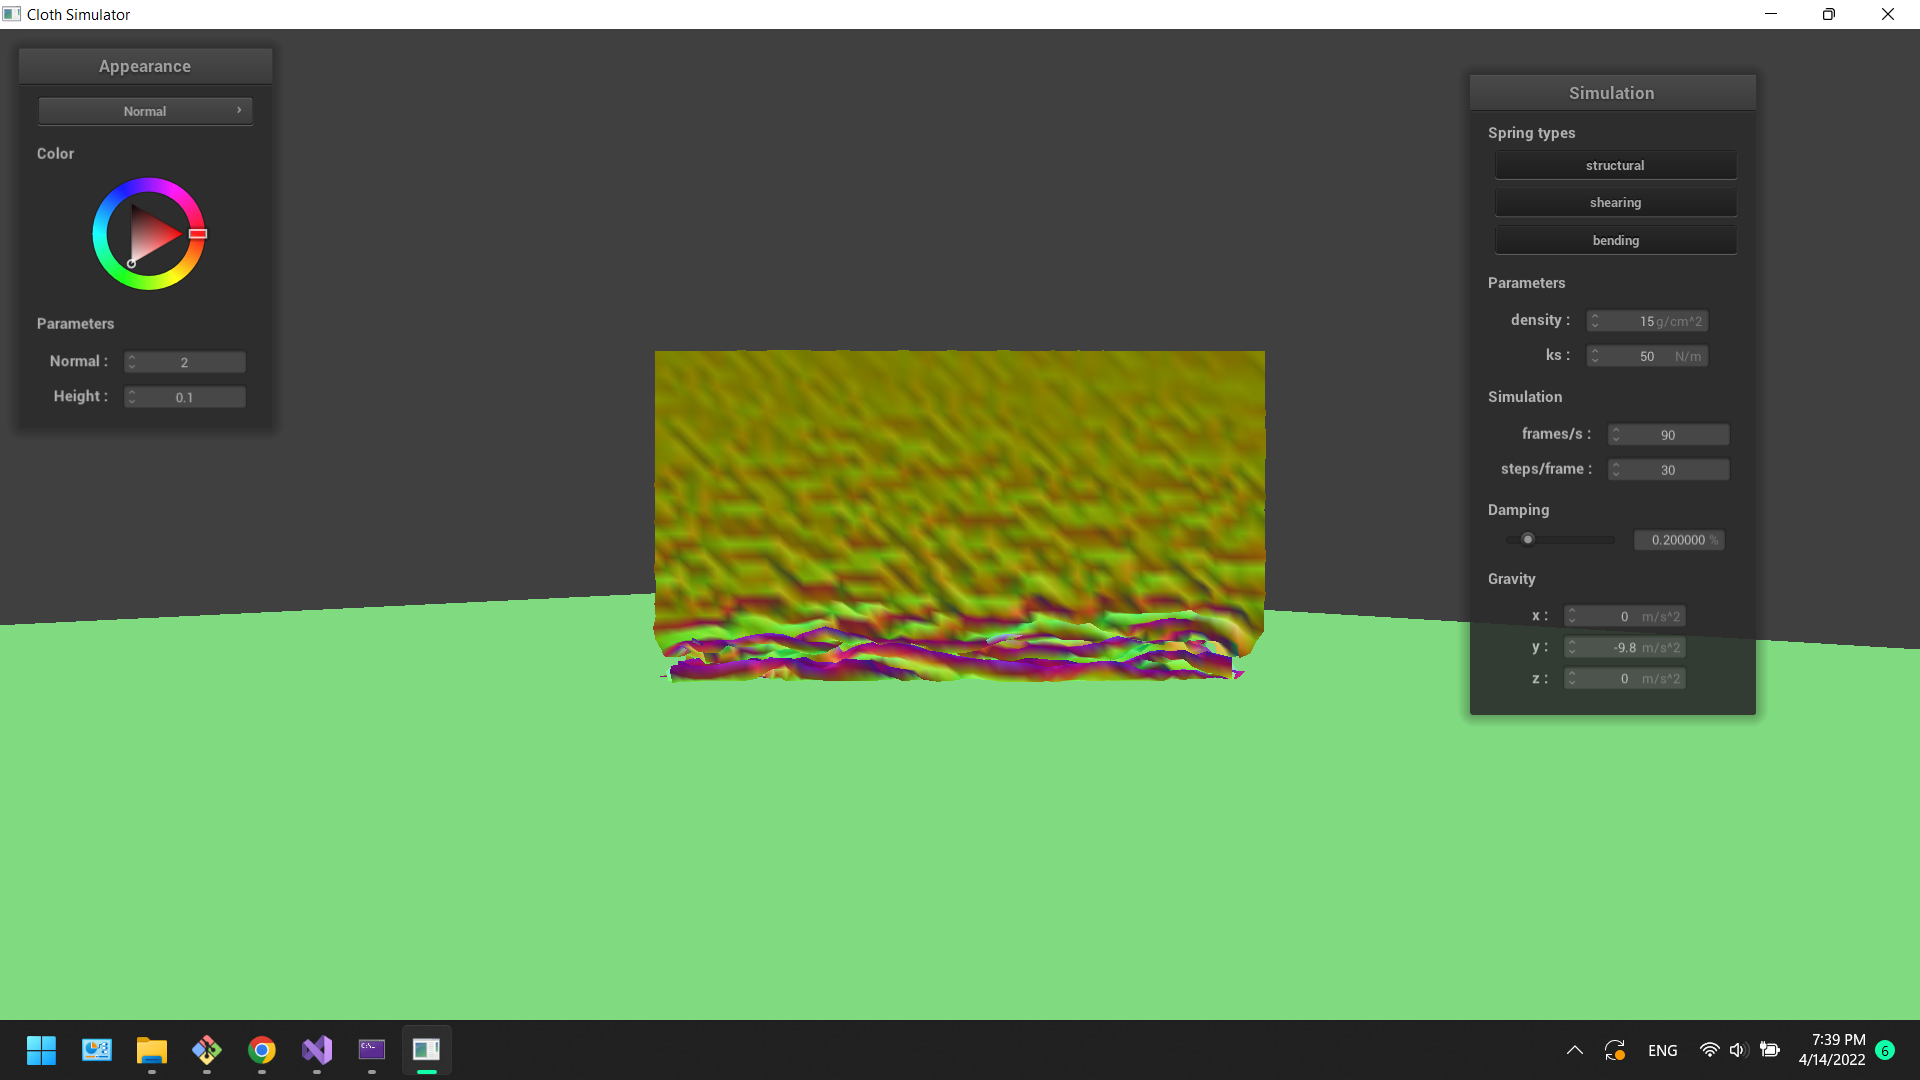 Cloth Simulator
Appearance
Normal
Color
Parameters
Normal : 2
Height : 0.1
Simulation
Spring types
structural
shearing
bending
Parameters
density : 15 g/cm^2
ks : 50 N/m
Simulation
frames/s : 90
steps/frame : 30
Damping
0.200000 %
Gravity
x : 0 m/s^2
y : -9.8 m/s^2
z : 0 m/s^2
ENG
7:39 PM
4/14/2022
6